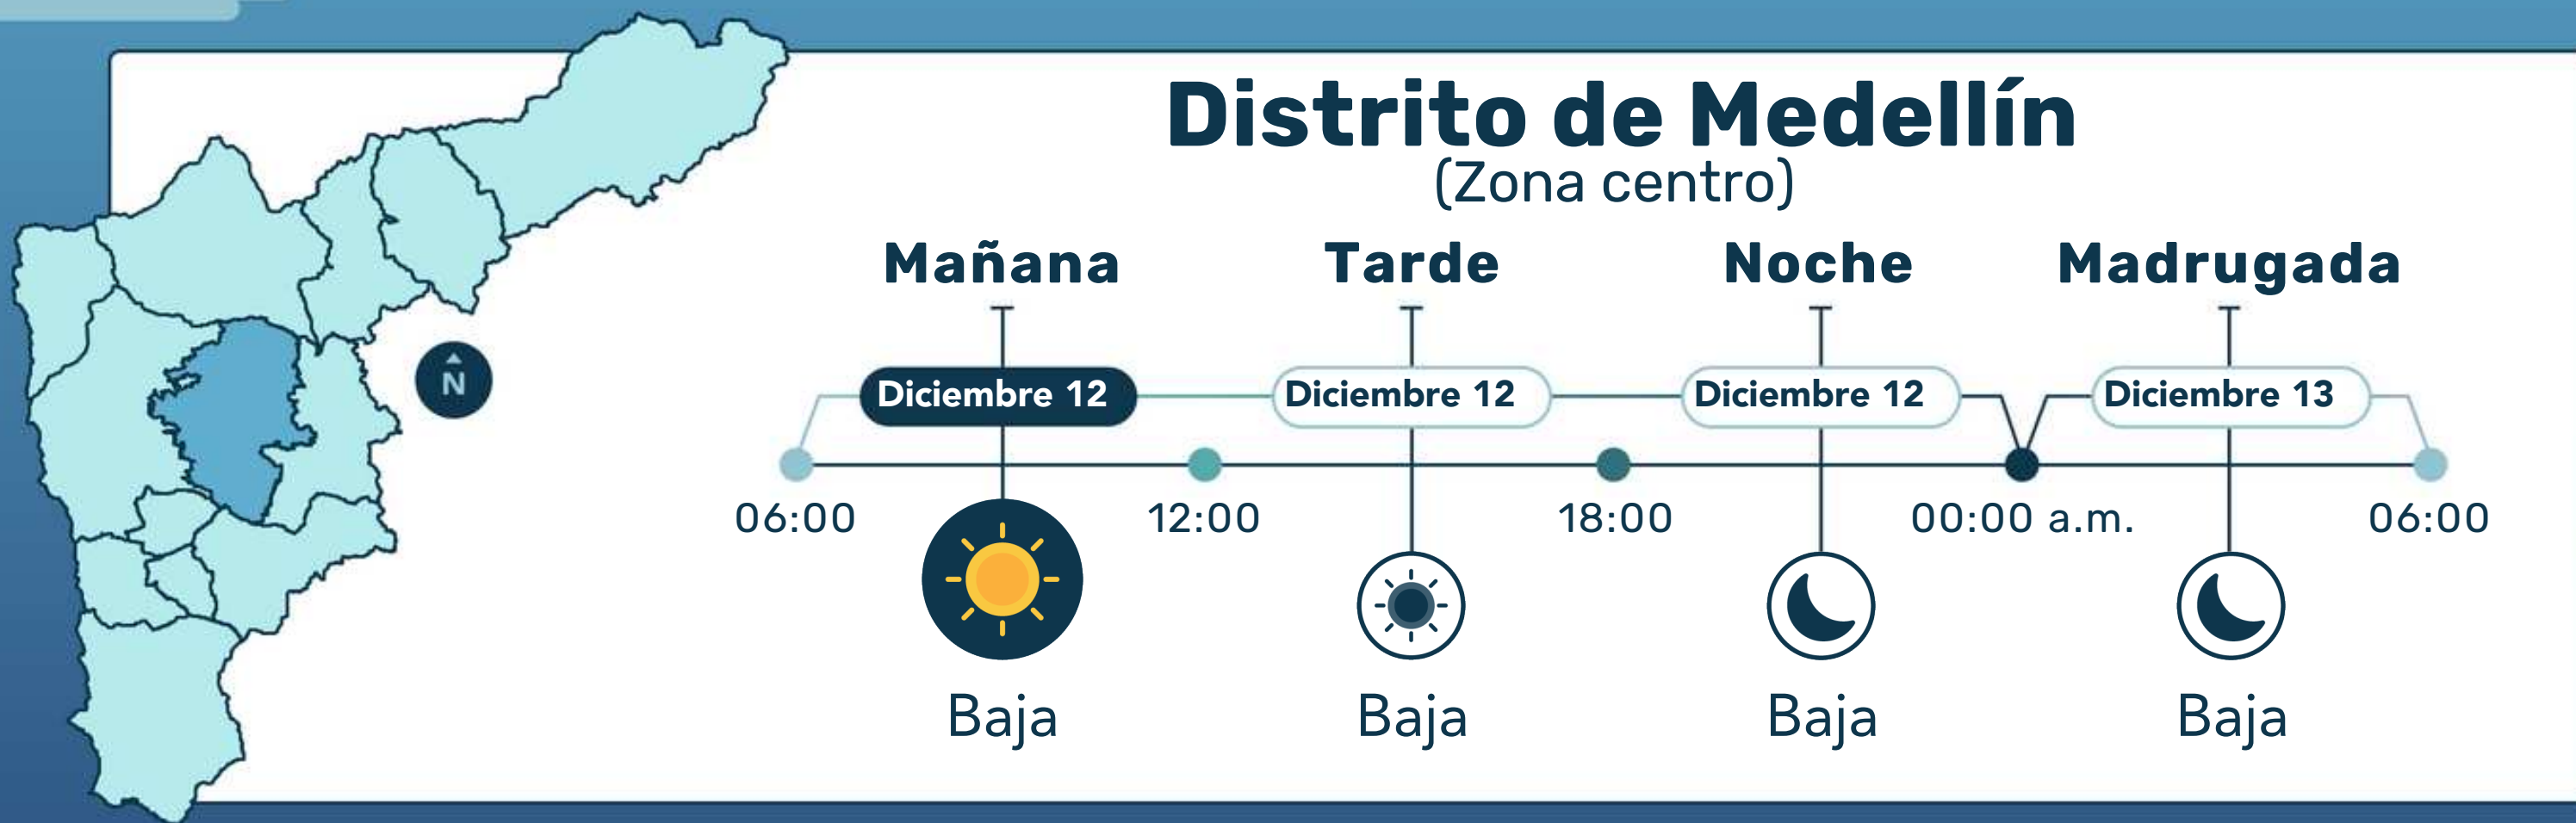 Distrito de Medellín
(Zona centro)
Mañana Tarde Noche Madrugada
N
Diciembre 12 Diciembre 12 Diciembre 12 Diciembre 13
06:00 12:00 18:00 00:00 a.m. 06:00
Baja Baja Baja Baja